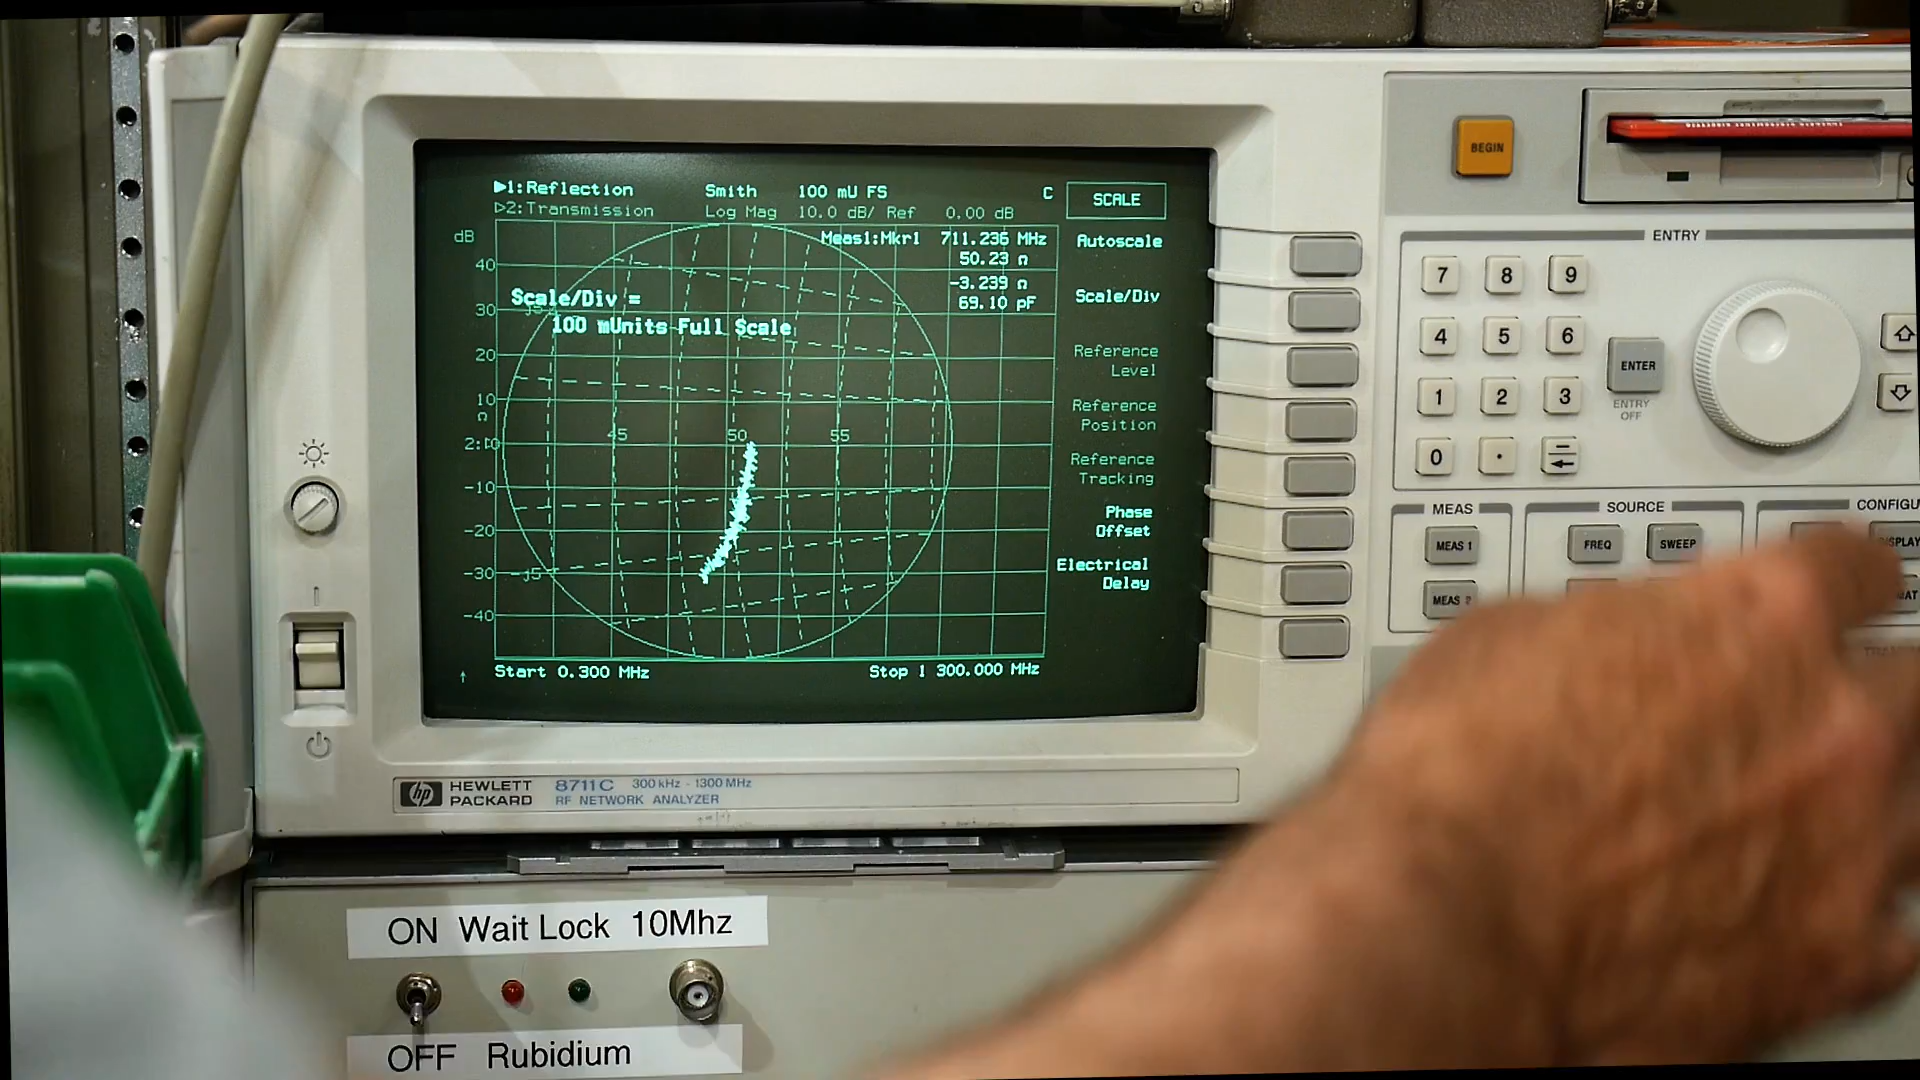 ▶1:Reflection Smith 100 mU FS C
▷2:Transmission Log Mag 10.0 dB/ Ref 0.00 dB
SCALE
dB
Meas1:Mkr1 711.236 MHz
50.23 Ω
-3.239 Ω
69.10 pF
Scale/Div =
100 mUnits Full Scale
40
30
20
10
Ω
-10
-20
-30
-40
45 50 55
-j5
Start 0.300 MHz Stop 1 300.000 MHz
Autoscale
Scale/Div
Reference
Level
Reference
Position
Reference
Tracking
Phase
Offset
Electrical
Delay
hp HEWLETT
PACKARD
8711C 300 kHz - 1300 MHz
RF NETWORK ANALYZER
BEGIN
ENTRY
7 8 9
4 5 6
1 2 3
0 .
ENTER
ENTRY
OFF
MEAS
MEAS 1
MEAS 2
SOURCE
FREQ SWEEP
ON Wait Lock 10Mhz
OFF Rubidium